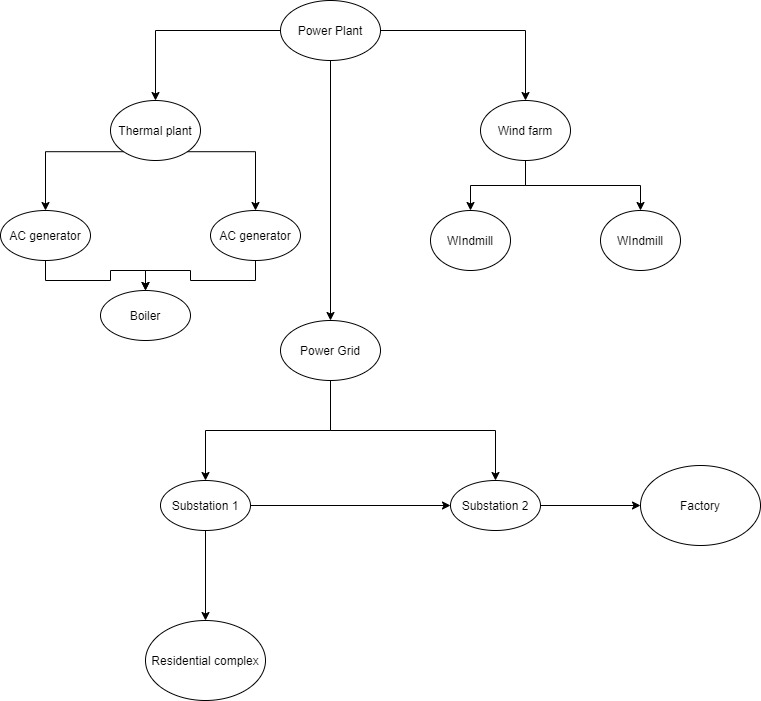 Power Plant
Thermal plant
Wind farm
AC generator
AC generator
WIndmill
WIndmill
Boiler
Power Grid
Substation 1
Substation 2
Factory
Residential complex